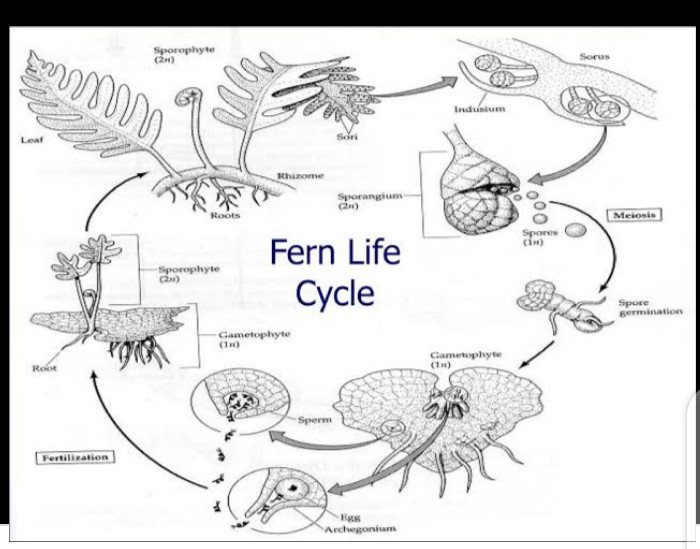 Sporophyte
(2n)
Sorus
Indusium
Leaf
Sori
Rhizome
Roots
Sporangium
(2n)
Meiosis
Spores
(1n)
Fern Life
Cycle
Sporophyte
(2n)
Spore
germination
Gametophyte
(1n)
Root
Gametophyte
(1n)
Sperm
Fertilization
Egg
Archegonium